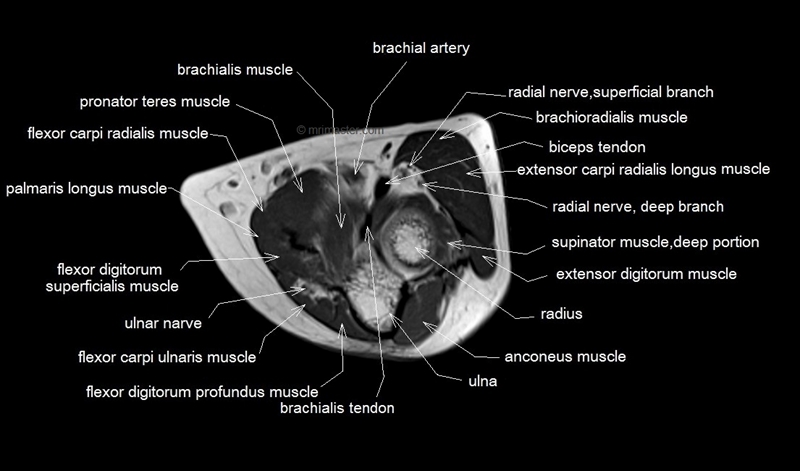 brachial artery
brachialis muscle
radial nerve,superficial branch
pronator teres muscle
brachioradialis muscle
flexor carpi radialis muscle
© mrimaster.com
biceps tendon
extensor carpi radialis longus muscle
palmaris longus muscle
radial nerve, deep branch
supinator muscle,deep portion
flexor digitorum
superficialis muscle
extensor digitorum muscle
radius
ulnar narve
flexor carpi ulnaris muscle
anconeus muscle
ulna
flexor digitorum profundus muscle
brachialis tendon